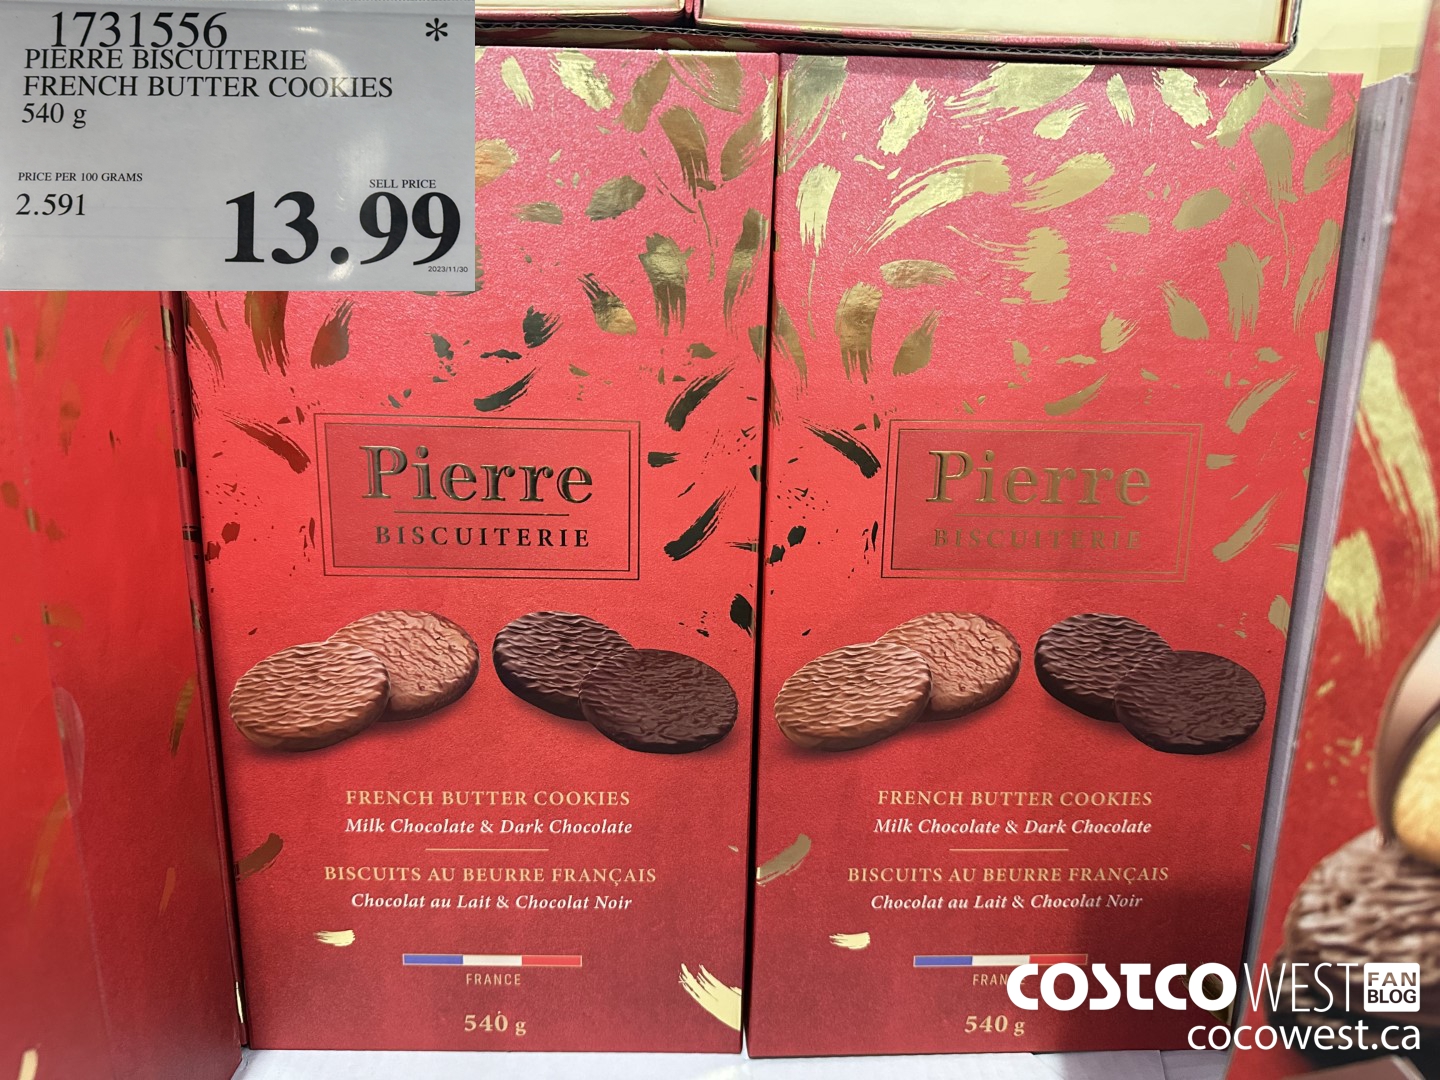 1731556 *
PIERRE BISCUITERIE
FRENCH BUTTER COOKIES
540 g
PRICE PER 100 GRAMS
2.591
SELL PRICE
13.99
2023/11/30
Pierre
BISCUITERIE
FRENCH BUTTER COOKIES
Milk Chocolate & Dark Chocolate
BISCUITS AU BEURRE FRANÇAIS
Chocolat au Lait & Chocolat Noir
FRANCE
540 g
Pierre
BISCUITERIE
FRENCH BUTTER COOKIES
Milk Chocolate & Dark Chocolate
BISCUITS AU BEURRE FRANÇAIS
Chocolat au Lait & Chocolat Noir
FRAN
540 g
COSTCO WEST FAN BLOG
cocowest.ca